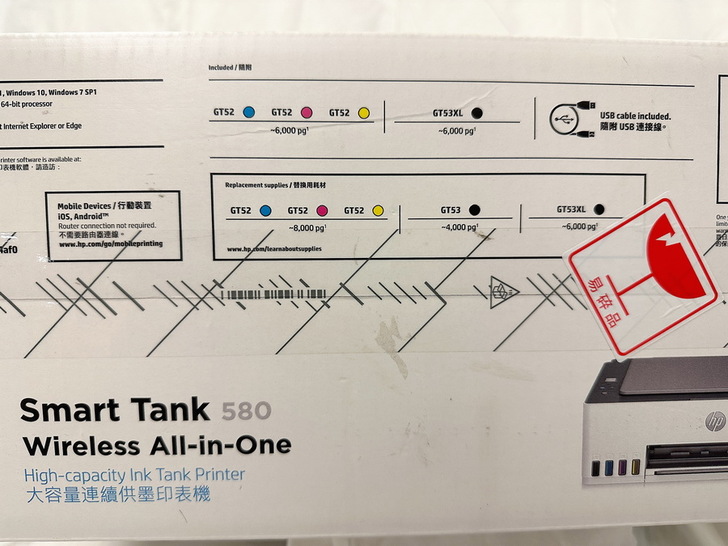 Included / 隨附
, Windows 10, Windows 7 SP1
64-bit processor
Internet Explorer or Edge
GT52 GT52 GT52
~6,000 pg¹
GT53XL
~6,000 pg¹
USB cable included.
隨附 USB 連接線。
rinter software is available at:
表機軟體，請造訪：
Mobile Devices / 行動裝置
iOS, Android™
Router connection not required.
不需要路由器連線。
www.hp.com/go/mobileprinting
Replacement supplies / 替換用耗材
GT52 GT52 GT52
~8,000 pg¹
GT53
~4,000 pg¹
GT53XL
~6,000 pg¹
www.hp.com/learnaboutsupplies
4af0
易碎品
Smart Tank 580
Wireless All-in-One
High-capacity Ink Tank Printer
大容量連續供墨印表機
hp